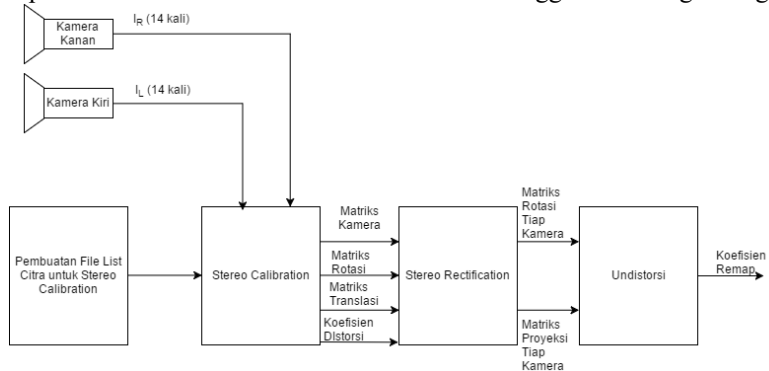 Kamera
Kanan
I_R (14 kali)
Kamera Kiri
I_L (14 kali)
Pembuatan File List
Citra untuk Stereo
Calibration
Stereo Calibration
Matriks
Kamera
Matriks
Rotasi
Matriks
Translasi
Koefisien
DIstorsi
Stereo Rectification
Matriks
Rotasi
Tiap
Kamera
Matriks
Proyeksi
Tiap
Kamera
Undistorsi
Koefisien
Remap